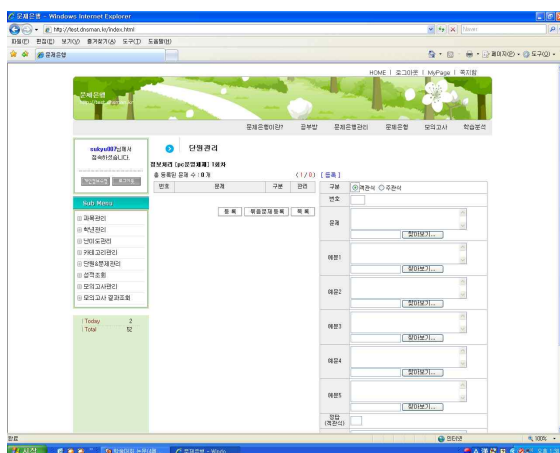 문제은행 - Windows Internet Explorer
http://test.dnsman.kr/index.html
파일(F) 편집(E) 보기(V) 즐겨찾기(A) 도구(T) 도움말(H)
문제은행
페이지(P) 도구(O)
HOME | 로그아웃 | MyPage | 쪽지함
문제은행
문제은행이란? 공부방 문제은행관리 문제은행 모의고사 학습분석
sukyu007님께서
접속하셨습니다.
단원관리
정보처리 [pc운영체제] 1회차
총 등록된 문제 수 : 0개 (1/0) [등록]
번호 문제 구분 관리
등록 묶음문제등록 목록
구분 객관식 주관식
번호
문제
찾아보기...
예문1
찾아보기...
예문2
찾아보기...
예문3
찾아보기...
예문4
찾아보기...
예문5
찾아보기...
정답
(객관식)
Sub Menu
과목관리
학년관리
난이도관리
카테고리관리
단원&문제관리
성적조회
모의고사관리
모의고사 결과조회
Today 2
Total 52
완료
인터넷 100%
시작
문제은행 - Windo...